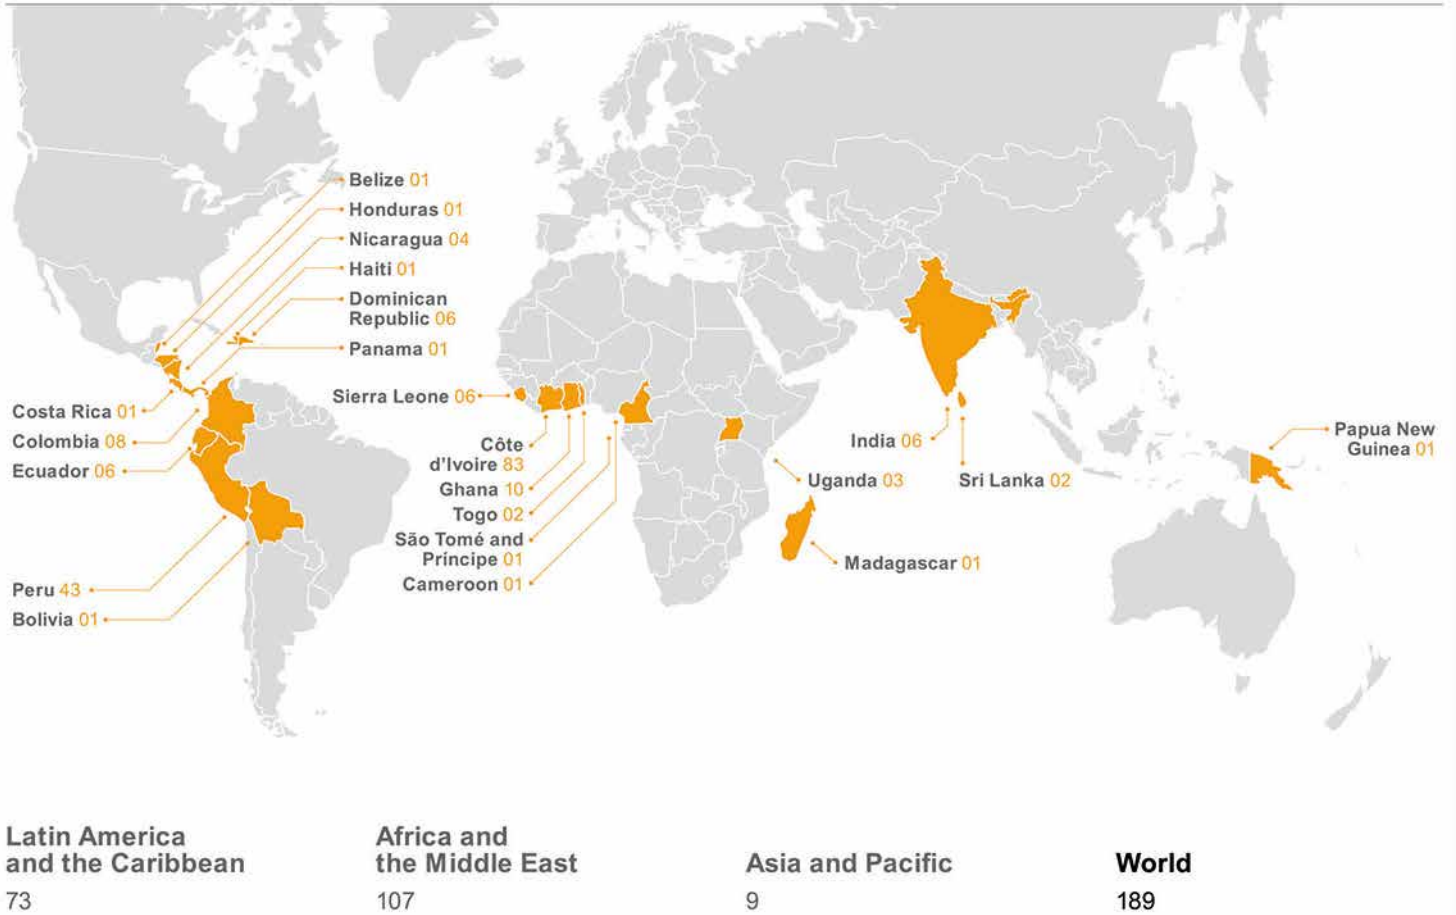 Belize 01
Honduras 01
Nicaragua 04
Haiti 01
Dominican
Republic 06
Panama 01
Costa Rica 01
Colombia 08
Ecuador 06
Peru 43
Bolivia 01
Sierra Leone 06
Côte
d'Ivoire 83
Ghana 10
Togo 02
São Tomé and
Príncipe 01
Cameroon 01
India 06
Uganda 03
Sri Lanka 02
Madagascar 01
Papua New
Guinea 01
Latin America
and the Caribbean
73
Africa and
the Middle East
107
Asia and Pacific
9
World
189